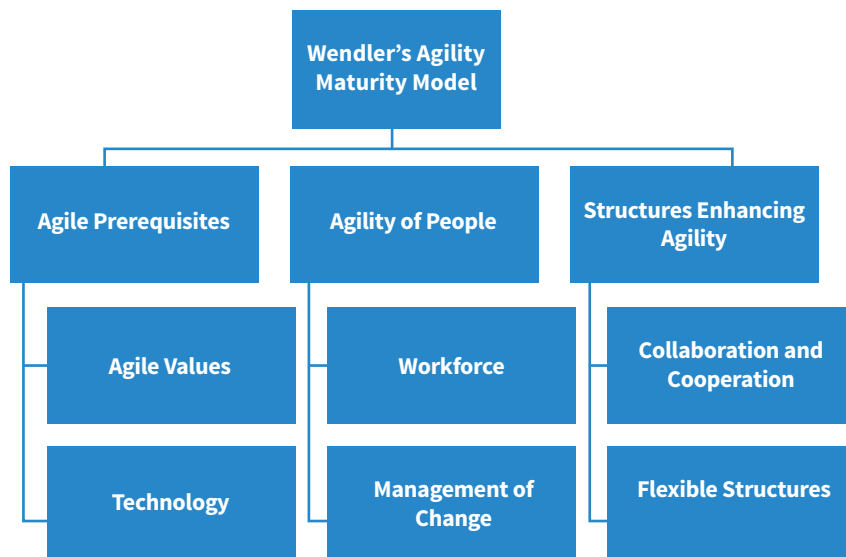 Wendler’s Agility
Maturity Model
Agile Prerequisites
Agility of People
Structures Enhancing
Agility
Agile Values
Workforce
Collaboration and
Cooperation
Technology
Management of
Change
Flexible Structures